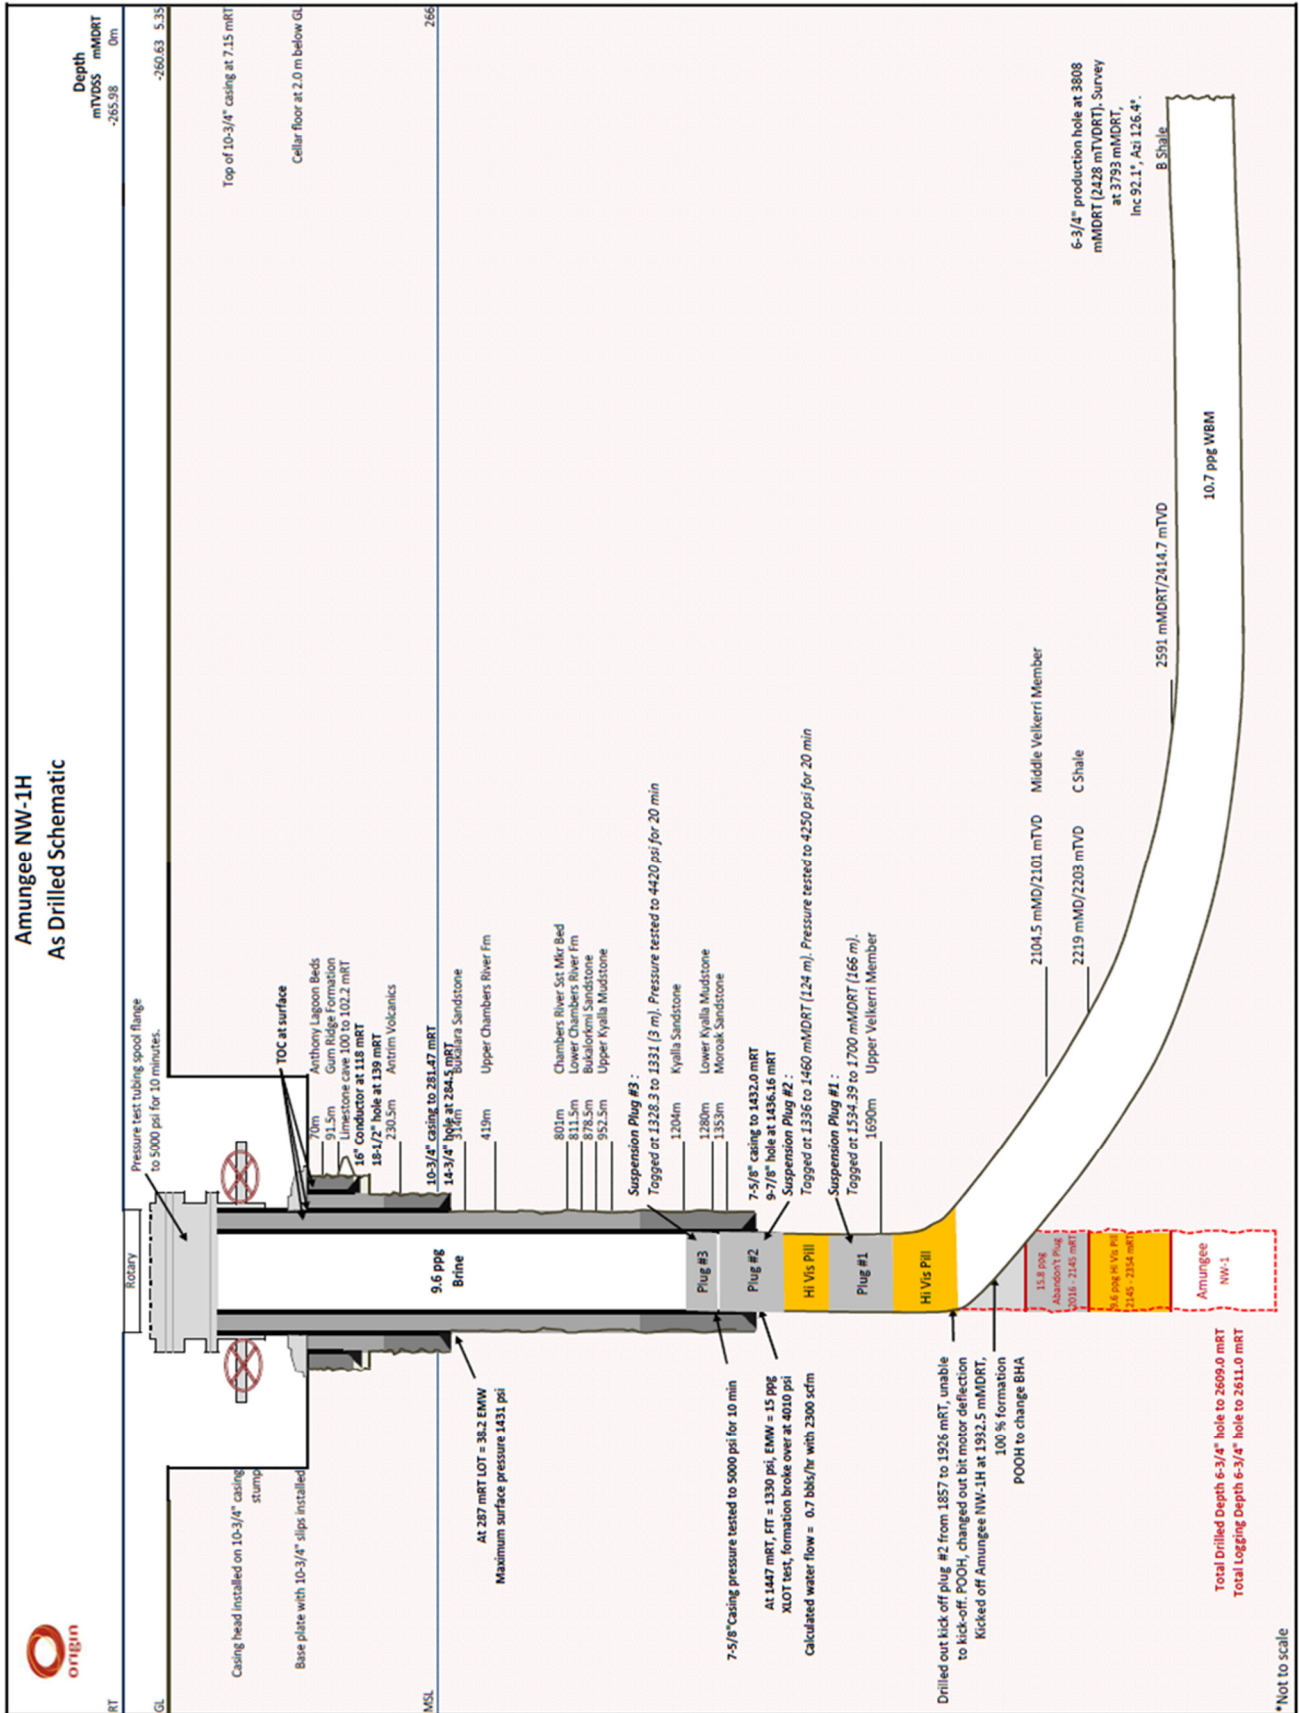 Amungee NW-1H
As Drilled Schematic
origin
Depth
mTVDSS mMDRT
-265.98 0m
RT
-260.63 5.35
GL
Rotary
Pressure test tubing spool flange
to 5000 psi for 10 minutes.
Top of 10-3/4" casing at 7.15 mRT
Casing head installed on 10-3/4" casing
stump
Cellar floor at 2.0 m below GL
Base plate with 10-3/4" slips installed
TOC at surface
70m Anthony Lagoon Beds
91.5m Gum Ridge Formation
Limestone cave 100 to 102.2 mRT
16" Conductor at 118 mRT
18-1/2" hole at 139 mRT
230.5m Antrim Volcanics
MSL
266
10-3/4" casing to 281.47 mRT
14-3/4" hole at 284.5 mRT
314m Bukalara Sandstone
419m Upper Chambers River Fm
At 287 mRT LOT = 38.2 EMW
Maximum surface pressure 1431 psi
9.6 ppg
Brine
801m Chambers River Sst Mkr Bed
811.5m Lower Chambers River Fm
878.5m Bukalorkmi Sandstone
952.5m Upper Kyalla Mudstone
Suspension Plug #3 :
Tagged at 1328.3 to 1331 (3 m). Pressure tested to 4420 psi for 20 min
1204m Kyalla Sandstone
1280m Lower Kyalla Mudstone
1353m Moroak Sandstone
Plug #3
7-5/8"Casing pressure tested to 5000 psi for 10 min
7-5/8" casing to 1432.0 mRT
9-7/8" hole at 1436.16 mRT
Plug #2
Suspension Plug #2 :
Tagged at 1336 to 1460 mMDRT (124 m). Pressure tested to 4250 psi for 20 min
At 1447 mRT, FIT = 1330 psi, EMW = 15 ppg
XLOT test, formation broke over at 4010 psi
Calculated water flow = 0.7 bbls/hr with 2300 scfm
Hi Vis Pill
Suspension Plug #1 :
Tagged at 1534.39 to 1700 mMDRT (166 m).
Plug #1
1690m Upper Velkerri Member
Hi Vis Pill
Drilled out kick off plug #2 from 1857 to 1926 mRT, unable
to kick-off. POOH, changed out bit motor deflection
Kicked off Amungee NW-1H at 1932.5 mMDRT,
100 % formation
POOH to change BHA
15.8 ppg
Abandon't Plug
2016 - 2145 mRT
2104.5 mMD/2101 mTVD Middle Velkerri Member
2219 mMD/2203 mTVD C Shale
9.6 ppg Hi Vis Pill
2145 - 2354 mRT
2591 mMDRT/2414.7 mTVD
6-3/4" production hole at 3808
mMDRT (2428 mTVDRT). Survey
at 3793 mMDRT,
Inc 92.1°, Azi 126.4°.
B Shale
10.7 ppg WBM
Amungee
NW-1
Total Drilled Depth 6-3/4" hole to 2609.0 mRT
Total Logging Depth 6-3/4" hole to 2611.0 mRT
*Not to scale